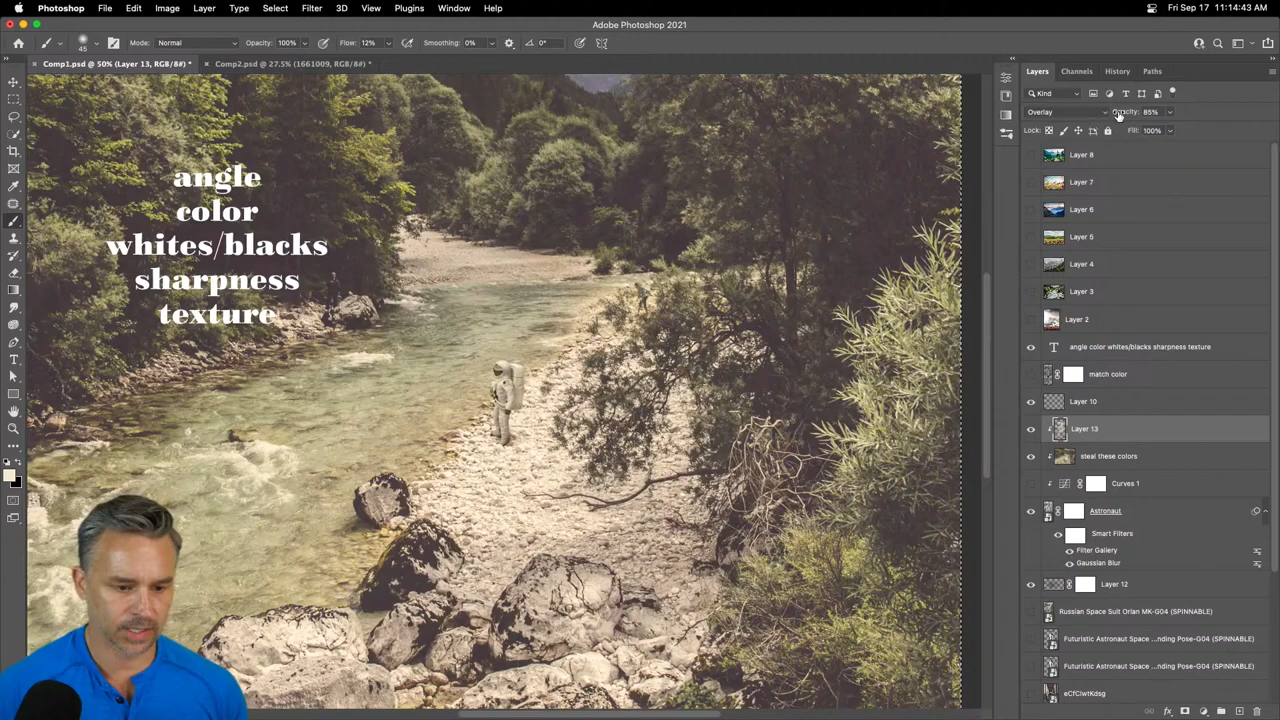 Photoshop File Edit Image Layer Type Select Filter 3D View Plugins Window Help Fri Sep 17 11:14:43 AM
Adobe Photoshop 2021
45 Mode: Normal Opacity: 100% Flow: 12% Smoothing: 0% 0°
Comp1.psd @ 50% (Layer 13, RGB/8#) * Comp2.psd @ 27.5% (1661009, RGB/8#) *
Layers Channels History Paths
Kind
Overlay Opacity: 85%
Lock: Fill: 100%
Layer 8
Layer 7
Layer 6
Layer 5
Layer 4
Layer 3
Layer 2
angle color whites/blacks sharpness texture
match color
Layer 10
Layer 13
steal these colors
Curves 1
Astronaut
Smart Filters
Filter Gallery
Gaussian Blur
Layer 12
Russian Space Suit Orlan MK-G04 (SPINNABLE)
Futuristic Astronaut Space ...nding Pose-G04 (SPINNABLE)
Futuristic Astronaut Space ...nding Pose-G04 (SPINNABLE)
eCfCIwtKdsg
angle
color
whites/blacks
sharpness
texture